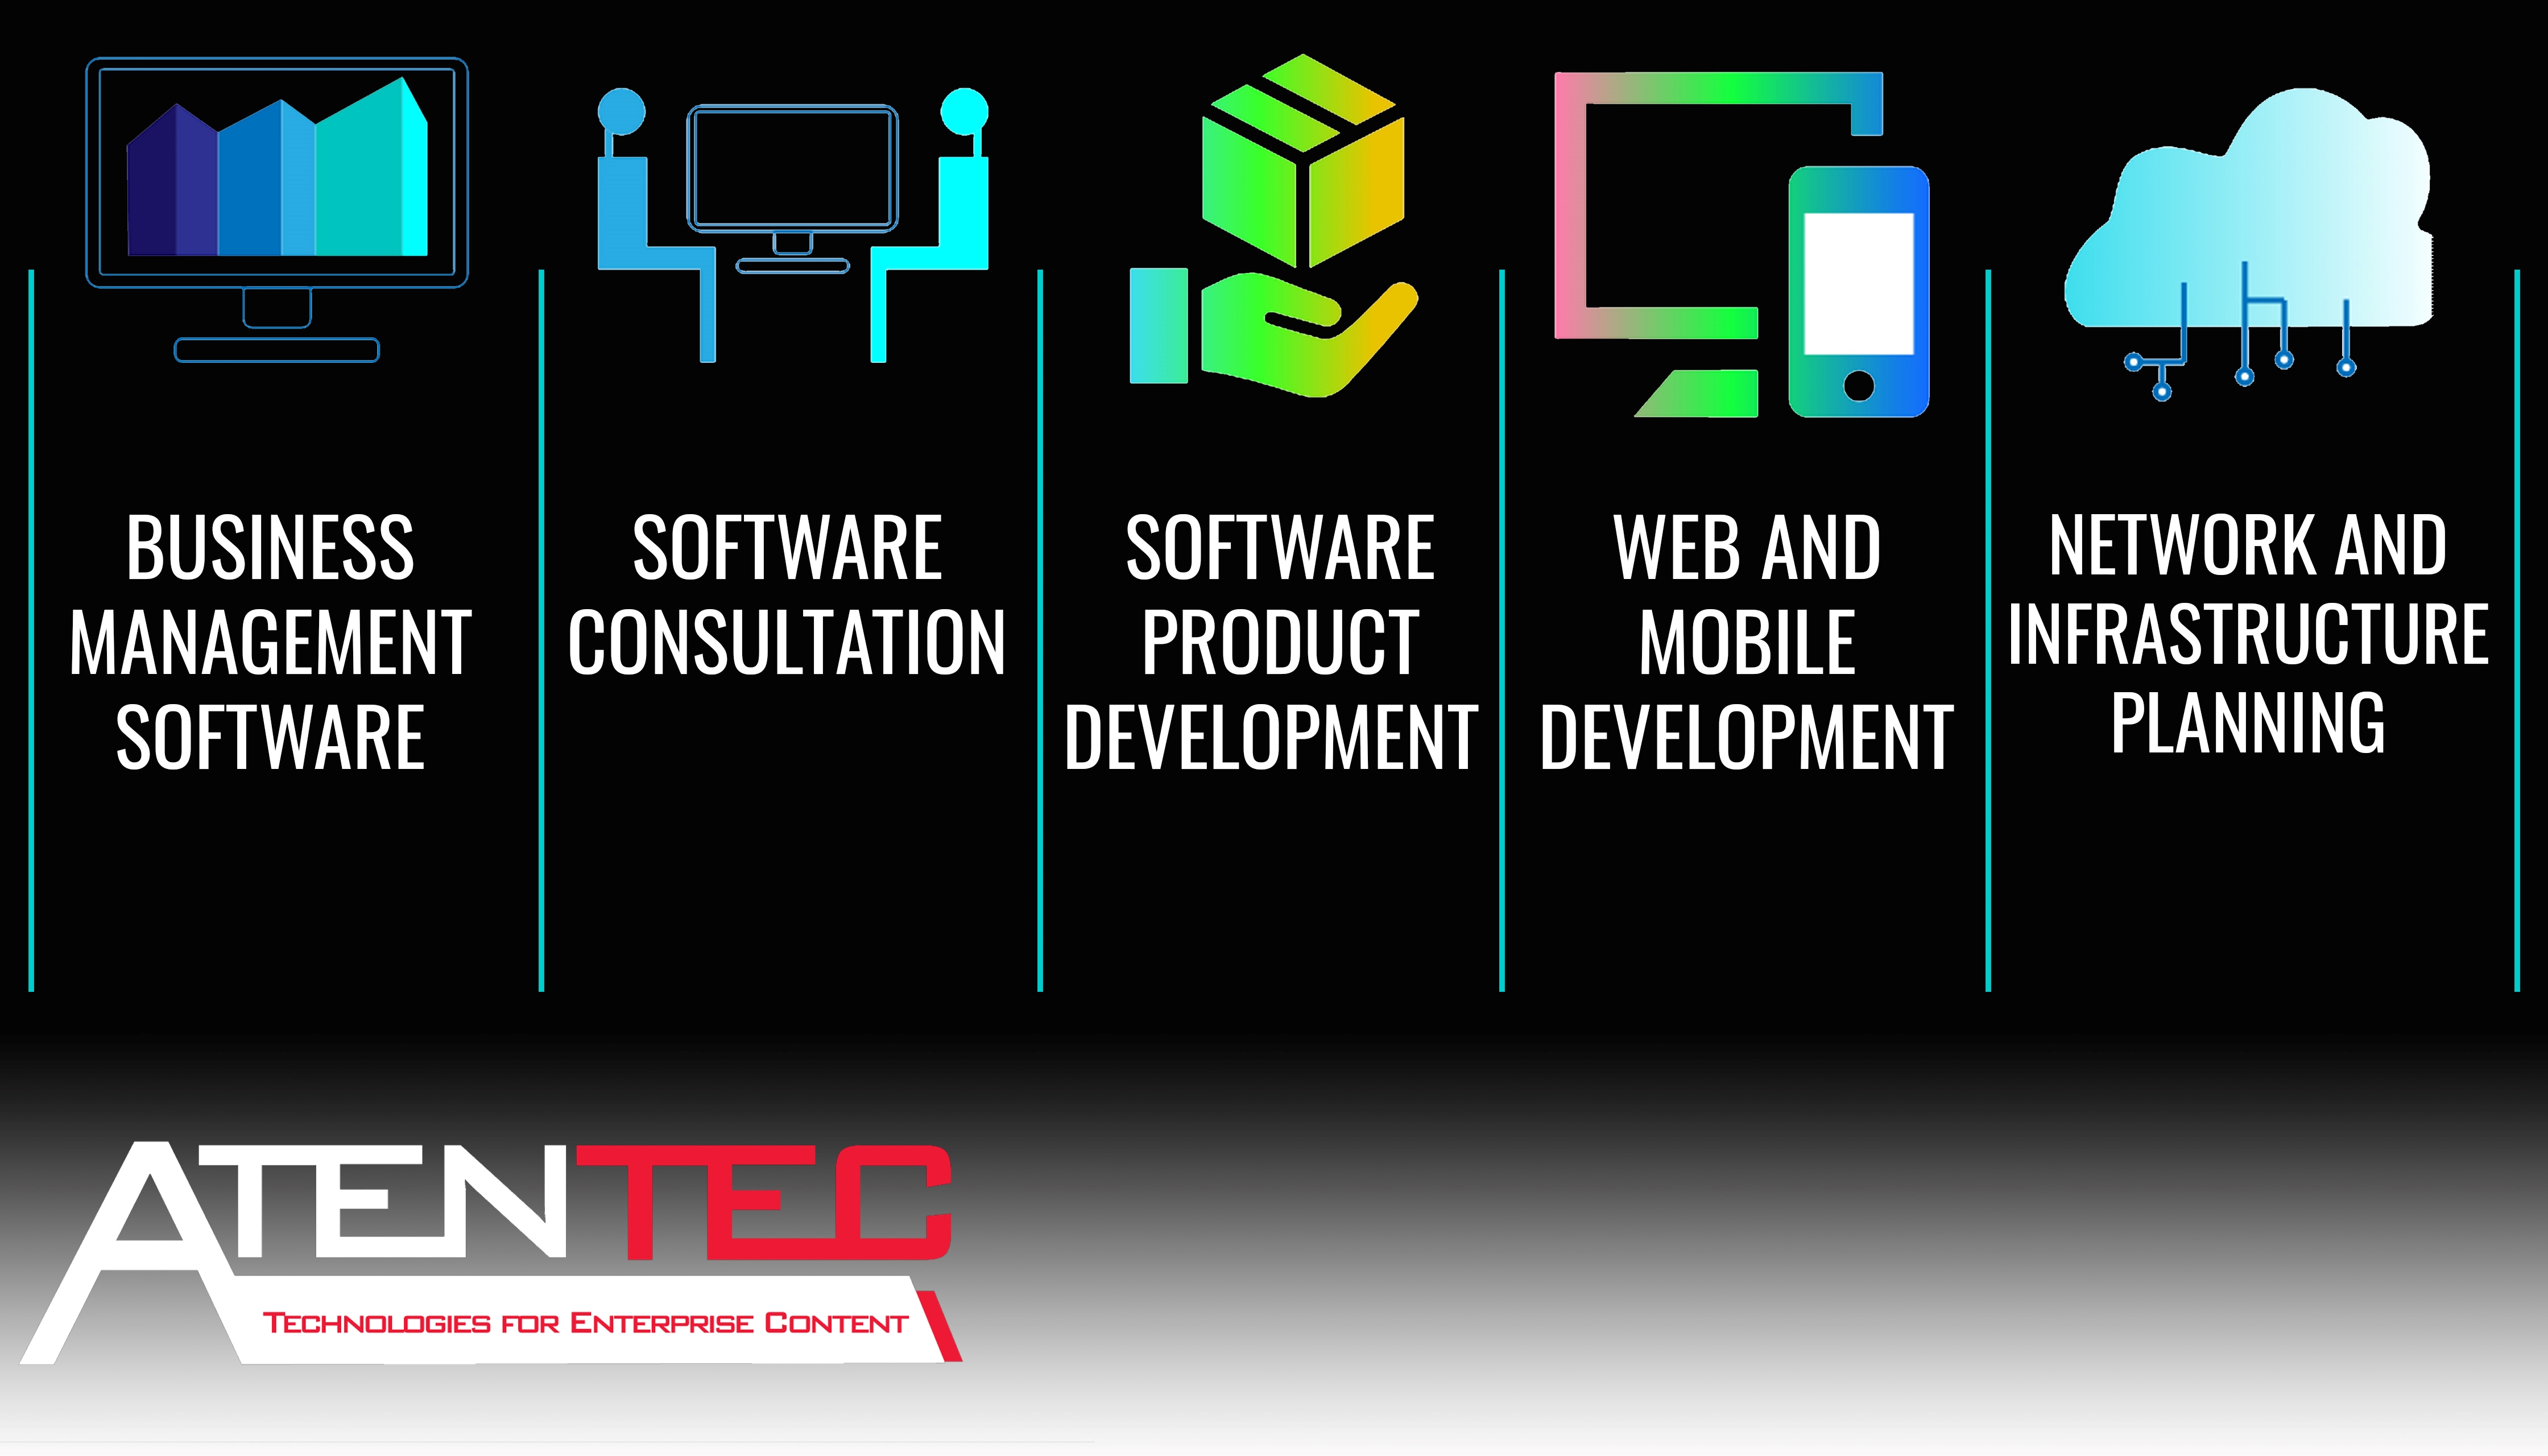 BUSINESS
MANAGEMENT
SOFTWARE
SOFTWARE
CONSULTATION
SOFTWARE
PRODUCT
DEVELOPMENT
WEB AND
MOBILE
DEVELOPMENT
NETWORK AND
INFRASTRUCTURE
PLANNING
ATENTEC
TECHNOLOGIES FOR ENTERPRISE CONTENT